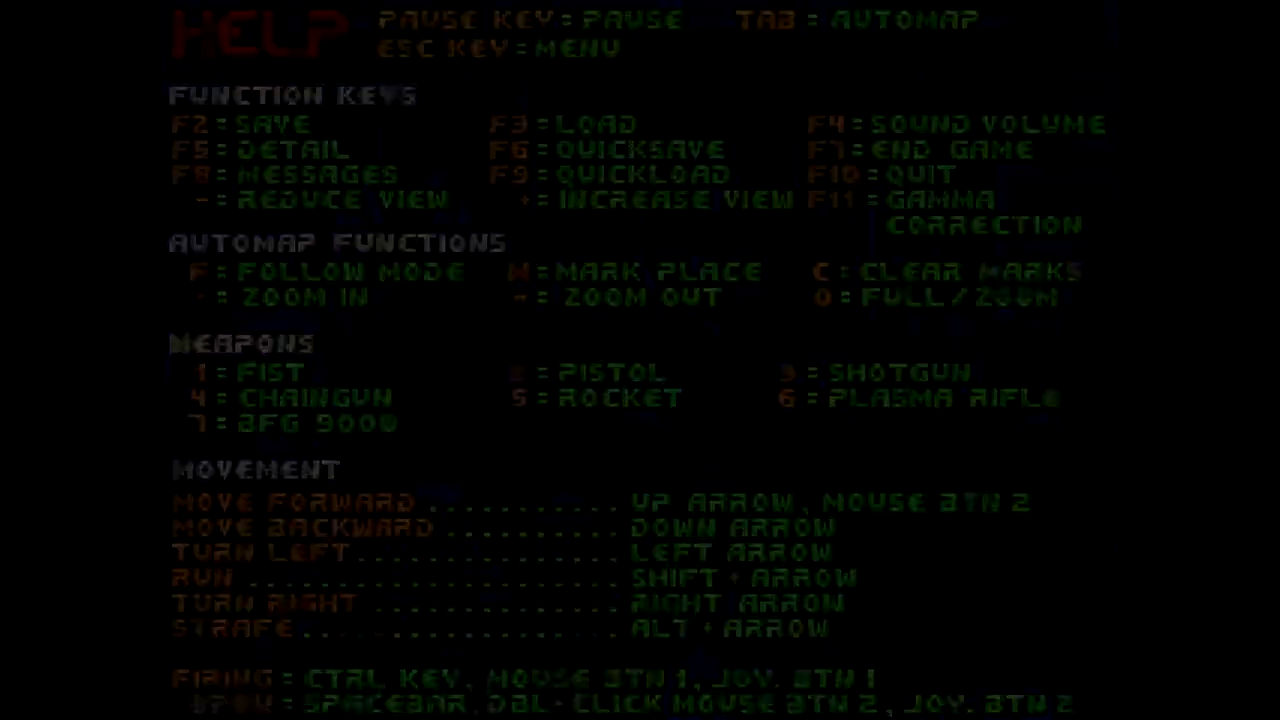 HELP PAUSE KEY = PAUSE TAB = AUTOMAP
ESC KEY = MENU
FUNCTION KEYS
F2 = SAVE F3 = LOAD F4 = SOUND VOLUME
F5 = DETAIL F6 = QUICKSAVE F7 = END GAME
F8 = MESSAGES F9 = QUICKLOAD F10 = QUIT
- = REDUCE VIEW + = INCREASE VIEW F11 = GAMMA
CORRECTION
AUTOMAP FUNCTIONS
F = FOLLOW MODE M = MARK PLACE C = CLEAR MARKS
+ = ZOOM IN - = ZOOM OUT 0 = FULL / ZOOM
WEAPONS
1 = FIST 2 = PISTOL 3 = SHOTGUN
4 = CHAINGUN 5 = ROCKET 6 = PLASMA RIFLE
7 = BFG 9000
MOVEMENT
MOVE FORWARD ........... UP ARROW, MOUSE BTN 2
MOVE BACKWARD .......... DOWN ARROW
TURN LEFT ............... LEFT ARROW
RUN ..................... SHIFT + ARROW
TURN RIGHT .............. RIGHT ARROW
STRAFE .................. ALT + ARROW
FIRING = CTRL KEY, MOUSE BTN 1, JOY. BTN 1
OPEN = SPACEBAR, DBL-CLICK MOUSE BTN 2, JOY. BTN 2